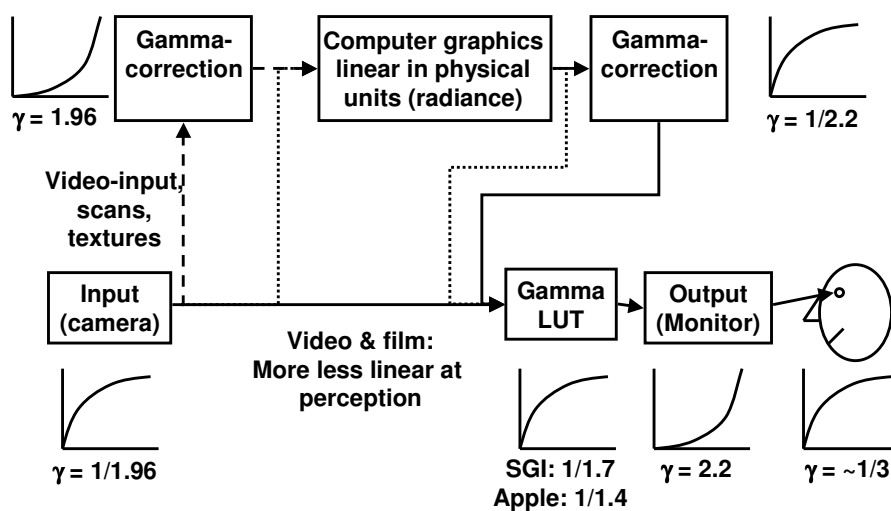 Gamma-
correction
Computer graphics
linear in physical
units (radiance)
Gamma-
correction
γ = 1.96
γ = 1/2.2
Video-input,
scans,
textures
Input
(camera)
Gamma
LUT
Output
(Monitor)
Video & film:
More less linear at
perception
γ = 1/1.96
SGI: 1/1.7
Apple: 1/1.4
γ = 2.2
γ = ~1/3